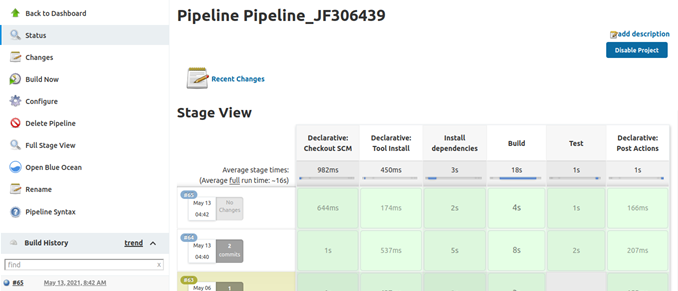 Back to Dashboard
Status
Changes
Build Now
Configure
Delete Pipeline
Full Stage View
Open Blue Ocean
Rename
Pipeline Syntax
Build History trend
find x
#65 May 13, 2021, 8:42 AM
Pipeline Pipeline_JF306439
add description
Disable Project
Recent Changes
Stage View
Declarative: Checkout SCM
Declarative: Tool Install
Install dependencies
Build
Test
Declarative: Post Actions
Average stage times:
(Average full run time: ~16s)
982ms 450ms 3s 18s 1s 1s
#65
May 13
04:42
No Changes
644ms 174ms 2s 4s 1s 166ms
#64
May 13
04:40
2 commits
1s 537ms 5s 8s 2s 207ms
#63
May 06
1